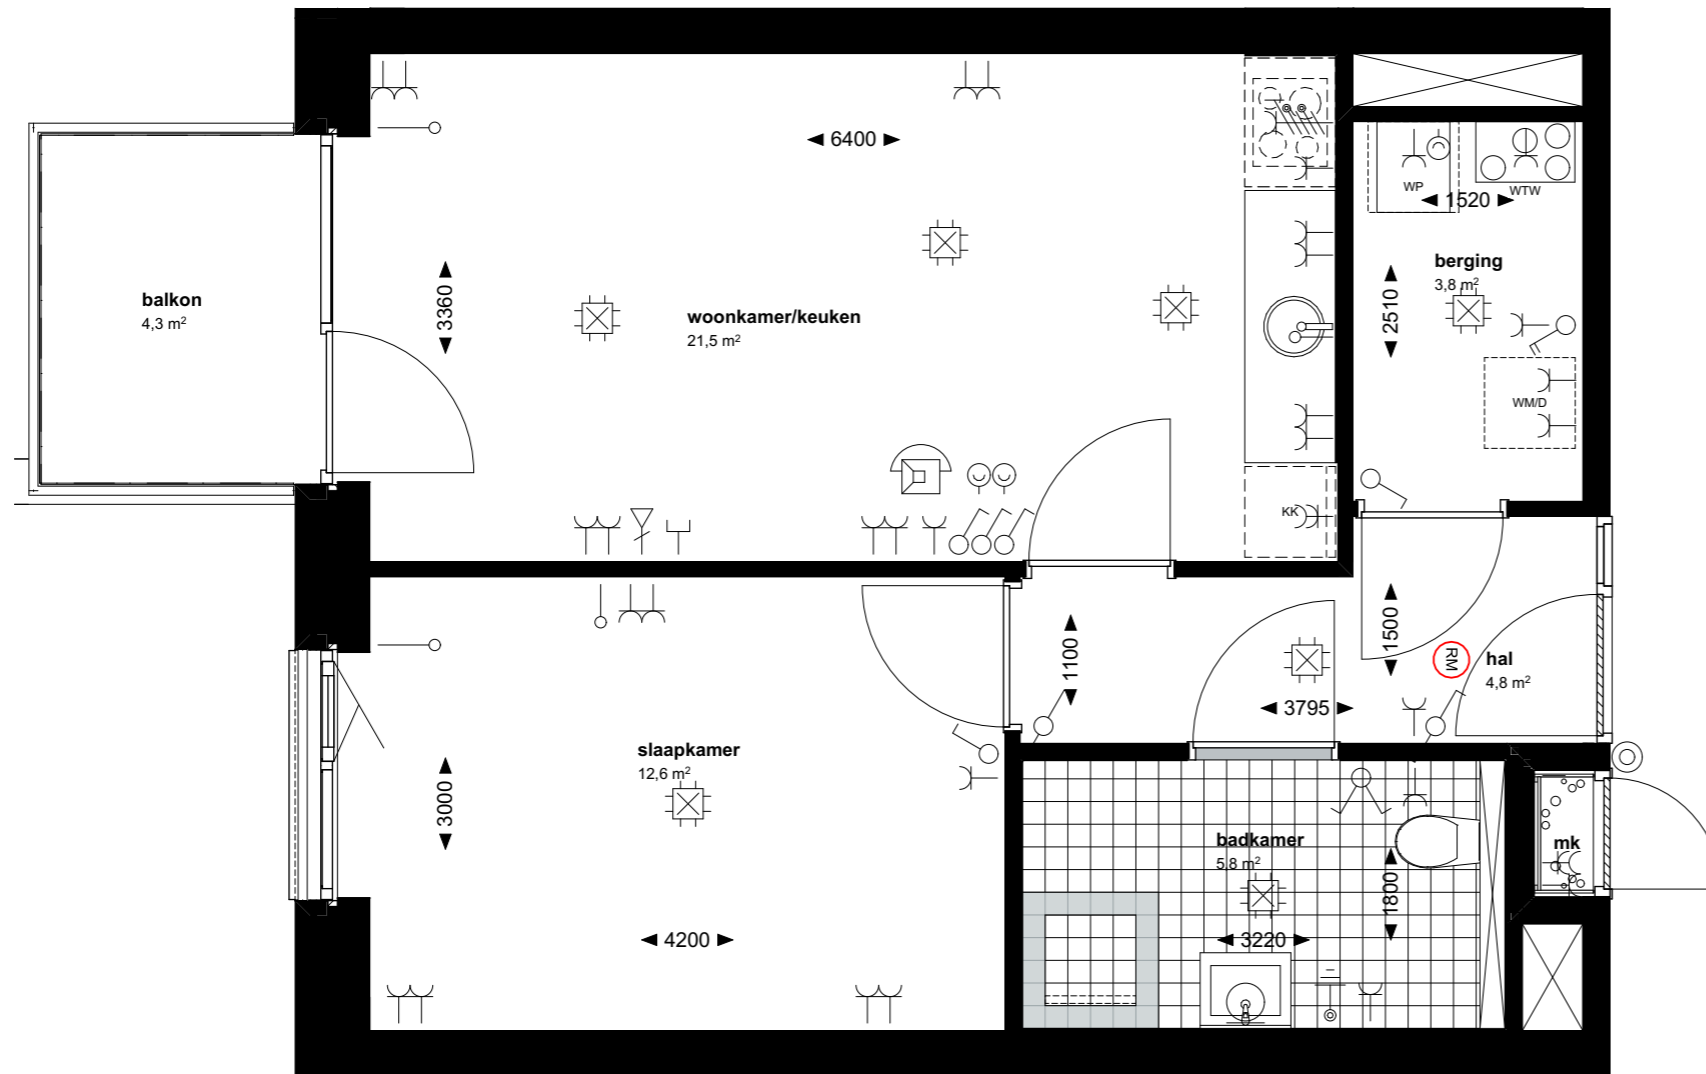 6400
WP
WTW
1520
berging
3,8 m²
balkon
4,3 m²
3360
woonkamer/keuken
21,5 m²
2510
WM/D
KK
1100
1500
RM
hal
4,8 m²
3795
slaapkamer
12,6 m²
3000
badkamer
5,8 m²
1800
mk
4200
3220